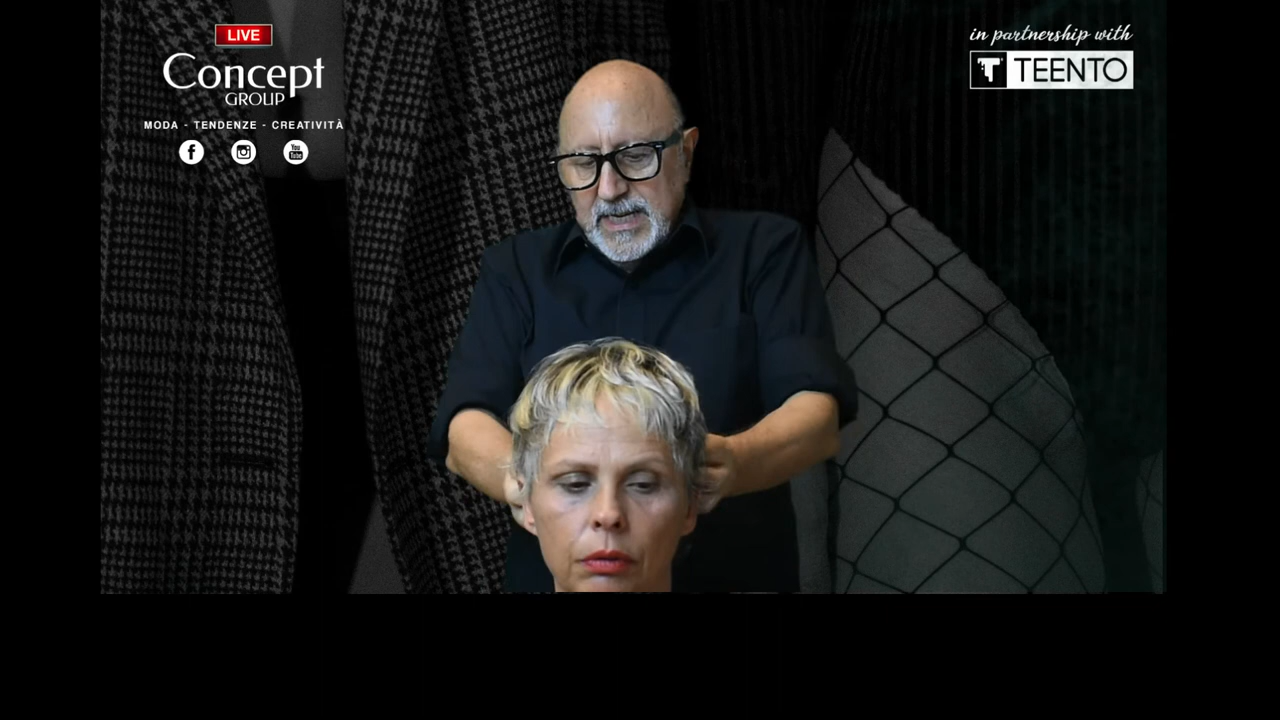 LIVE
Concept
GROUP
MODA - TENDENZE - CREATIVITÀ
f
You
Tube
in partnership with
T TEENTO